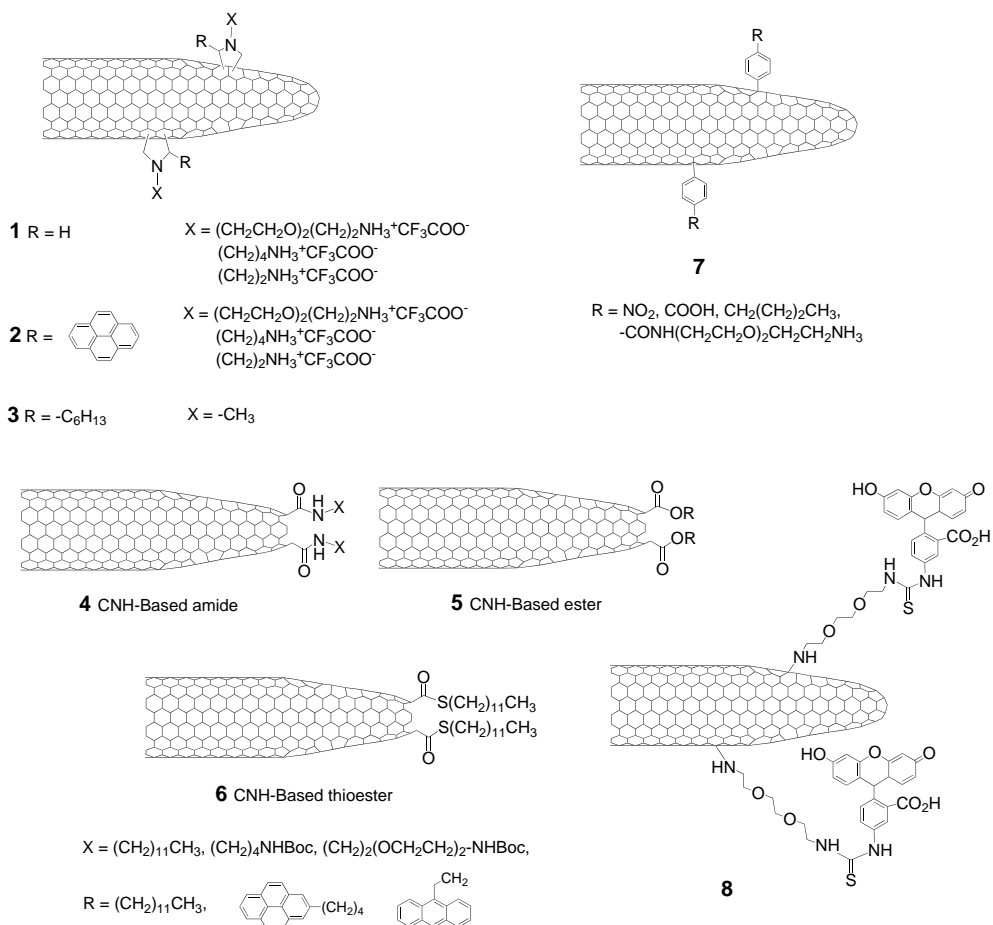 X
R
N
R
N
X
1 R = H
X = (CH₂CH₂O)₂(CH₂)₂NH₃⁺CF₃COO⁻
(CH₂)₄NH₃⁺CF₃COO⁻
(CH₂)₂NH₃⁺CF₃COO⁻
2 R =
X = (CH₂CH₂O)₂(CH₂)₂NH₃⁺CF₃COO⁻
(CH₂)₄NH₃⁺CF₃COO⁻
(CH₂)₂NH₃⁺CF₃COO⁻
3 R = -C₆H₁₃
X = -CH₃
R
R
7
R = NO₂, COOH, CH₂(CH₂)₂CH₃,
-CONH(CH₂CH₂O)₂CH₂CH₂NH₃
O
H
N
X
N
H
X
O
4 CNH-Based amide
O
OR
OR
O
5 CNH-Based ester
O
S(CH₂)₁₁CH₃
S(CH₂)₁₁CH₃
O
6 CNH-Based thioester
X = (CH₂)₁₁CH₃, (CH₂)₄NHBoc, (CH₂)₂(OCH₂CH₂)₂-NHBoc,
R = (CH₂)₁₁CH₃,
(CH₂)₄
CH₂
HO
O
O
CO₂H
H
N
NH
S
O
O
NH
HN
O
O
NH
NH
S
HO
O
O
CO₂H
8